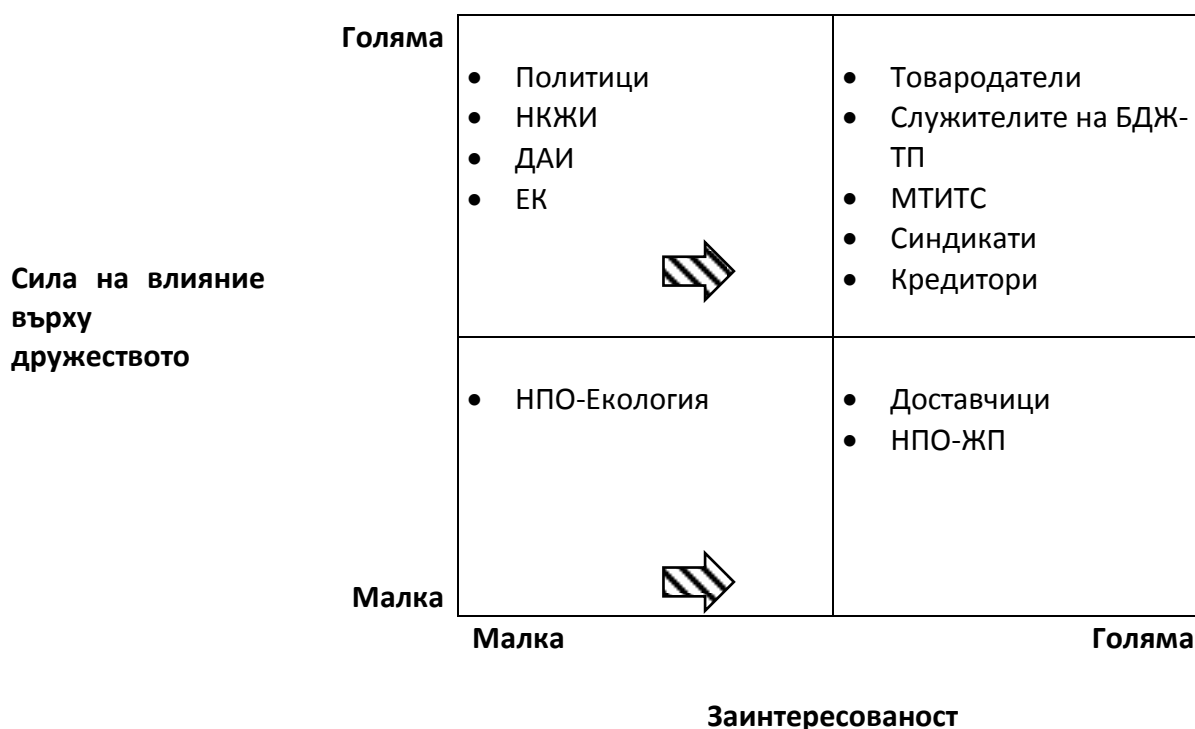 Голяма
• Политици
• НКЖИ
• ДАИ
• ЕК
• Товародатели
• Служителите на БДЖ-
ТП
• МТИТС
• Синдикати
• Кредитори
Сила на влияние
върху
дружеството
• НПО-Екология
• Доставчици
• НПО-ЖП
Малка
Малка
Голяма
Заинтересованост